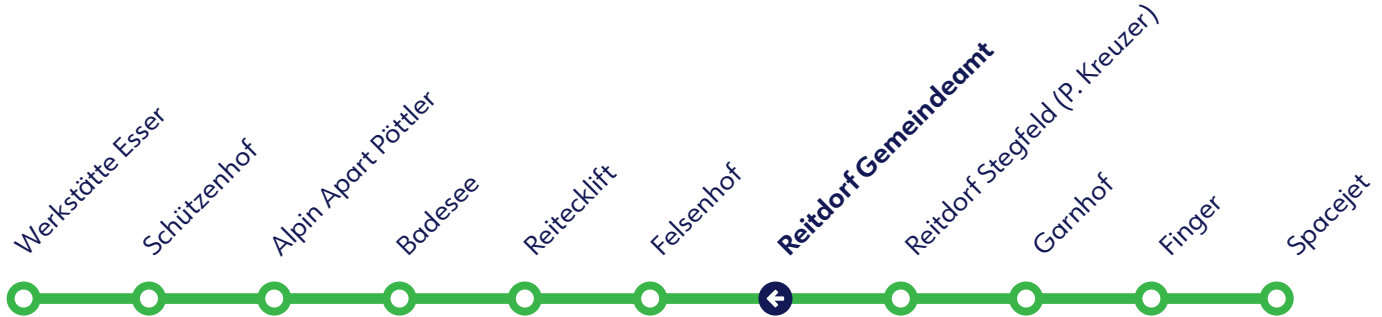 Werkstätte Esser
Schützenhof
Alpin Apart Pöttler
Badesee
Reitecklift
Felsenhof
Reitdorf Gemeindeamt
Reitdorf Stegfeld (P. Kreuzer)
Garnhof
Finger
Spacejet